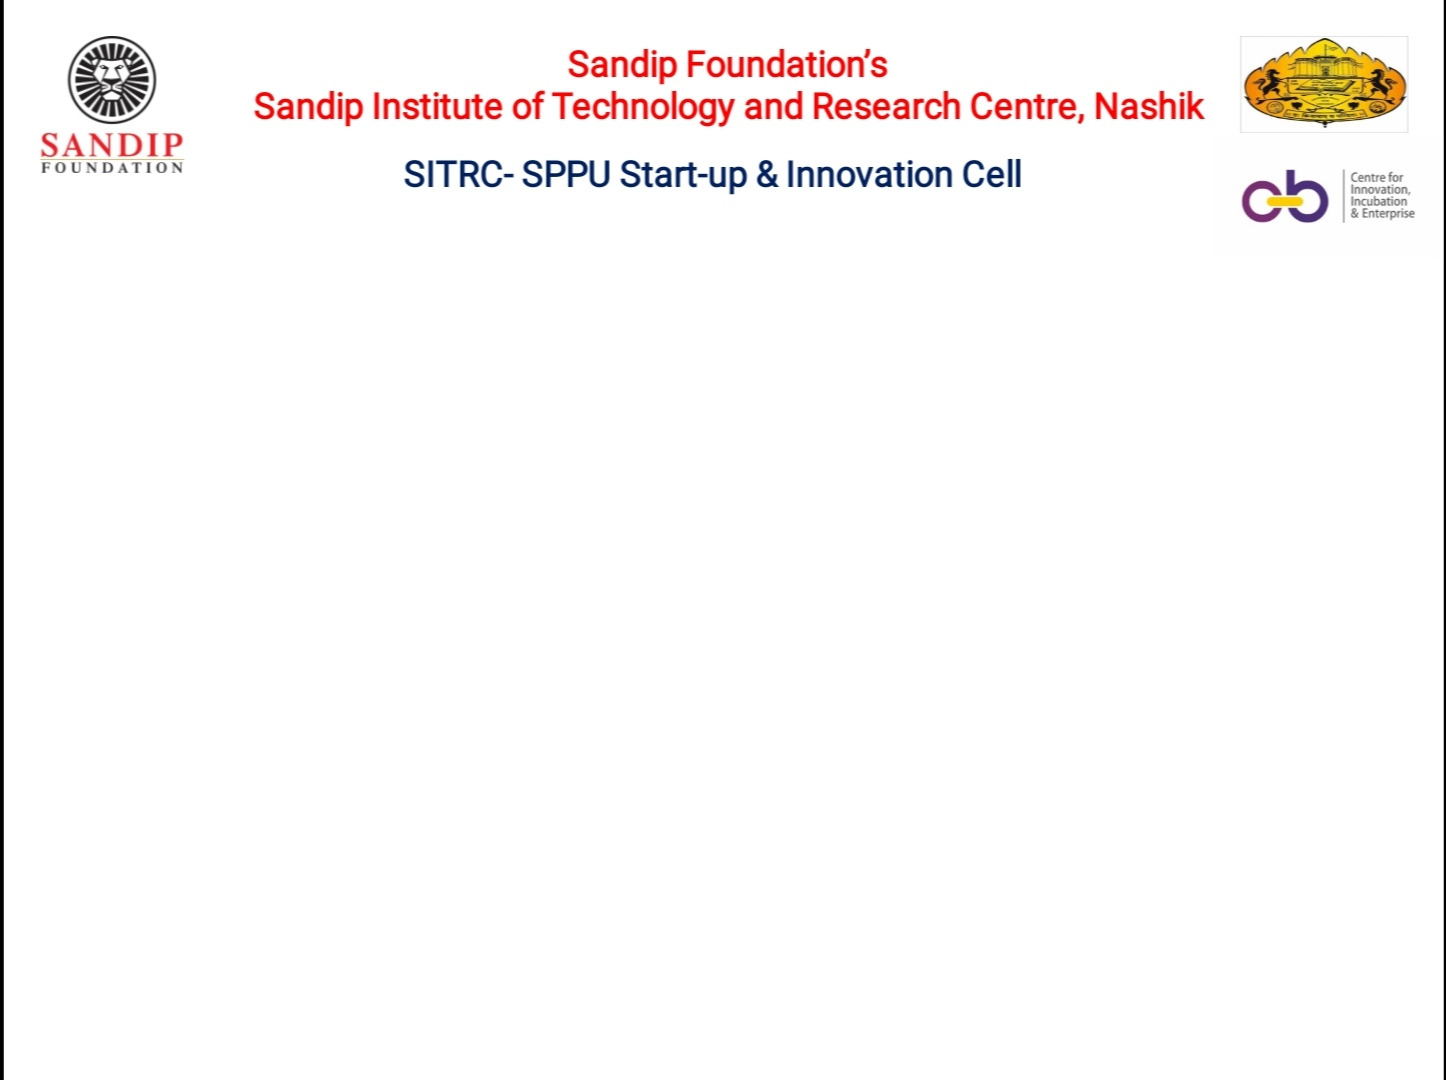 Sandip Foundation’s
Sandip Institute of Technology and Research Centre, Nashik
SITRC- SPPU Start-up & Innovation Cell
SANDIP
FOUNDATION
Centre for
Innovation,
Incubation
& Enterprise